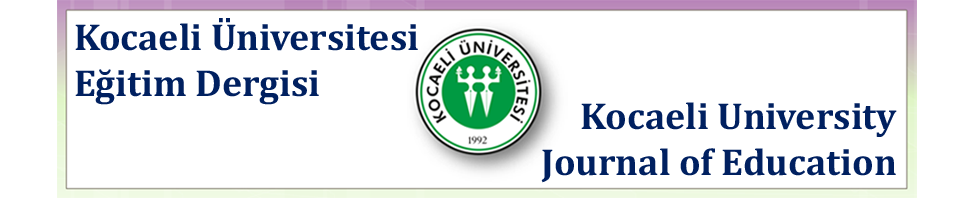 Kocaeli Üniversitesi
Eğitim Dergisi
KOCAELİ ÜNİVERSİTESİ
1992
Kocaeli University
Journal of Education